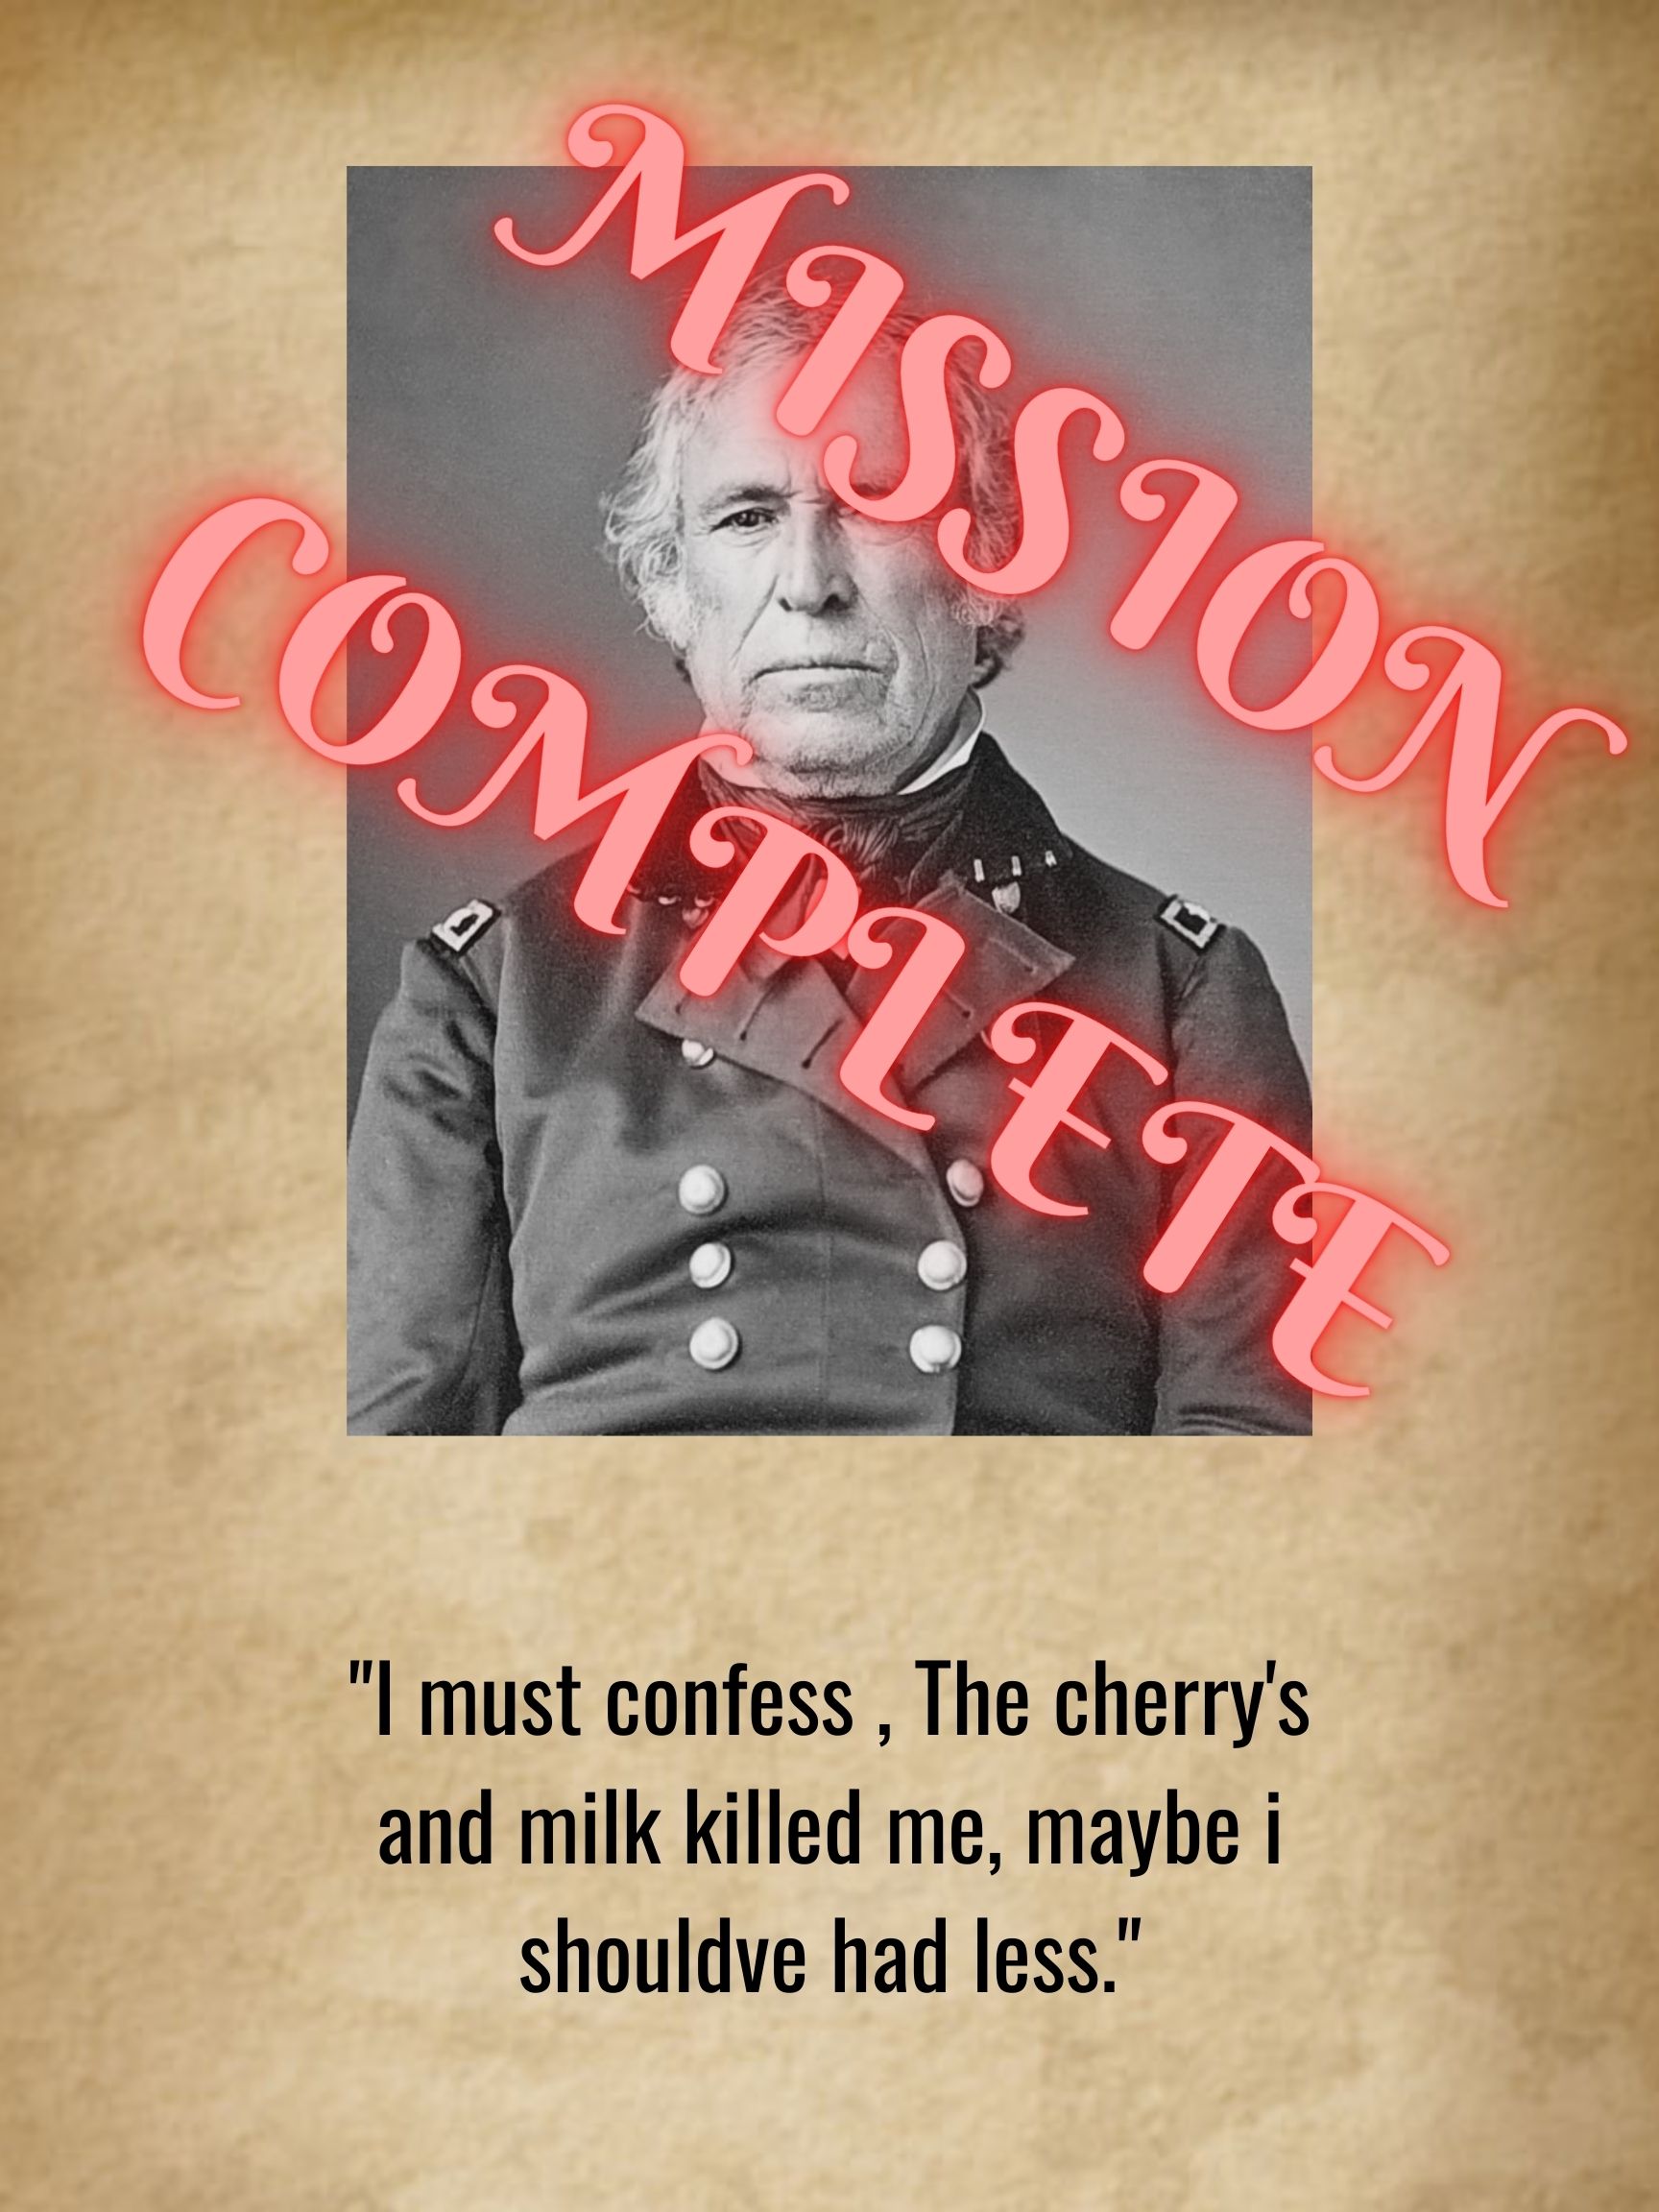 MISSION
COMPLETE
"I must confess , The cherry's
and milk killed me, maybe i
shouldve had less."